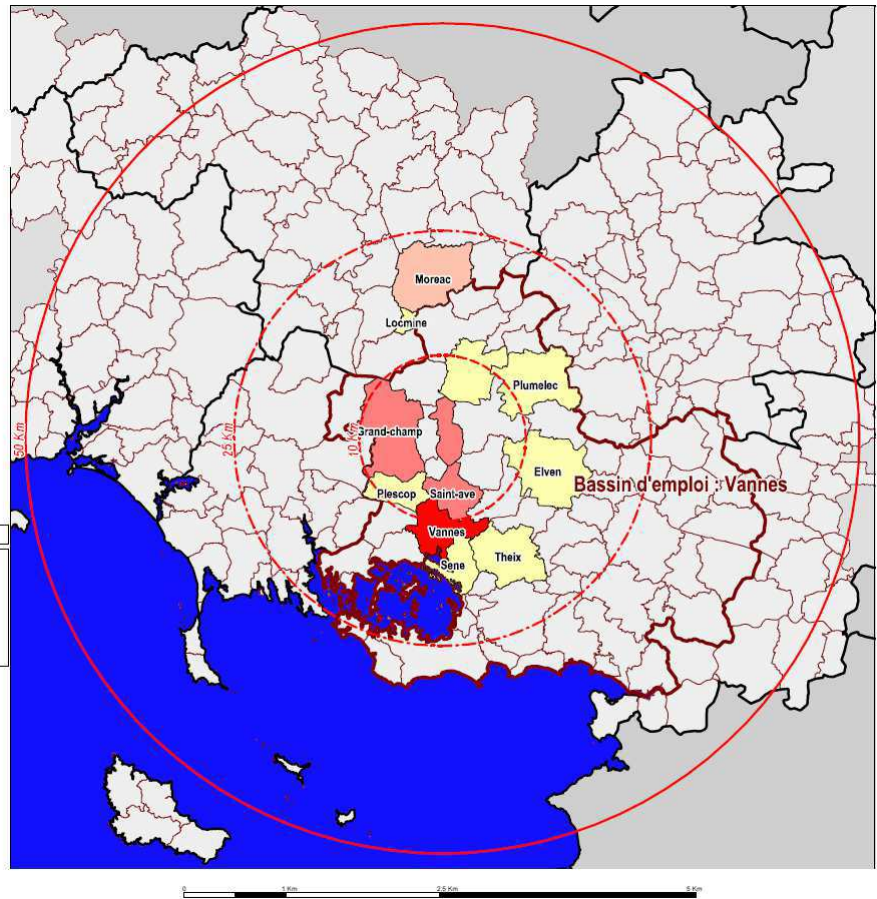 Moreac
Locmine
Plumelec
Grand-champ
10 Km
25 Km
50 Km
Elven
Bassin d'emploi : Vannes
Plescop
Saint-ave
Vannes
Sene
Theix
0
1 Km
2.5 Km
5 Km